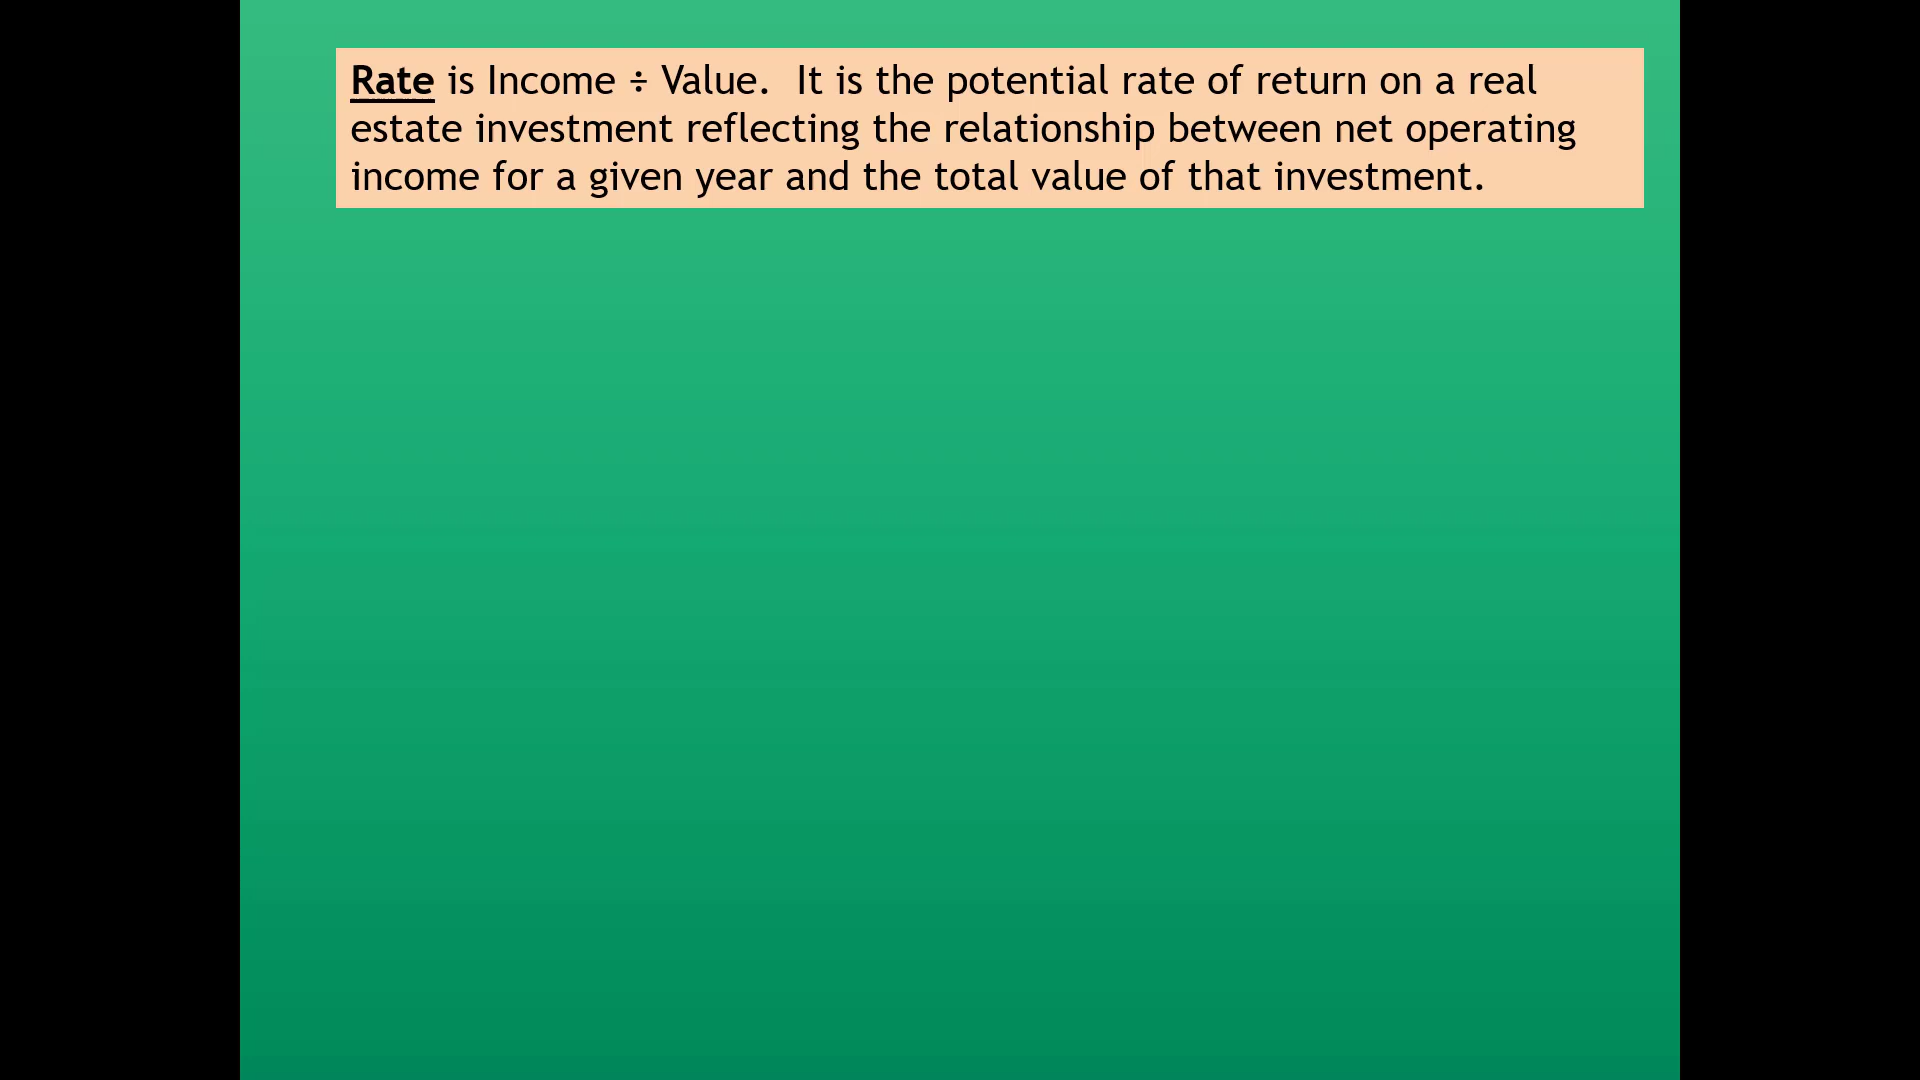 Rate is Income ÷ Value.  It is the potential rate of return on a real
estate investment reflecting the relationship between net operating
income for a given year and the total value of that investment.